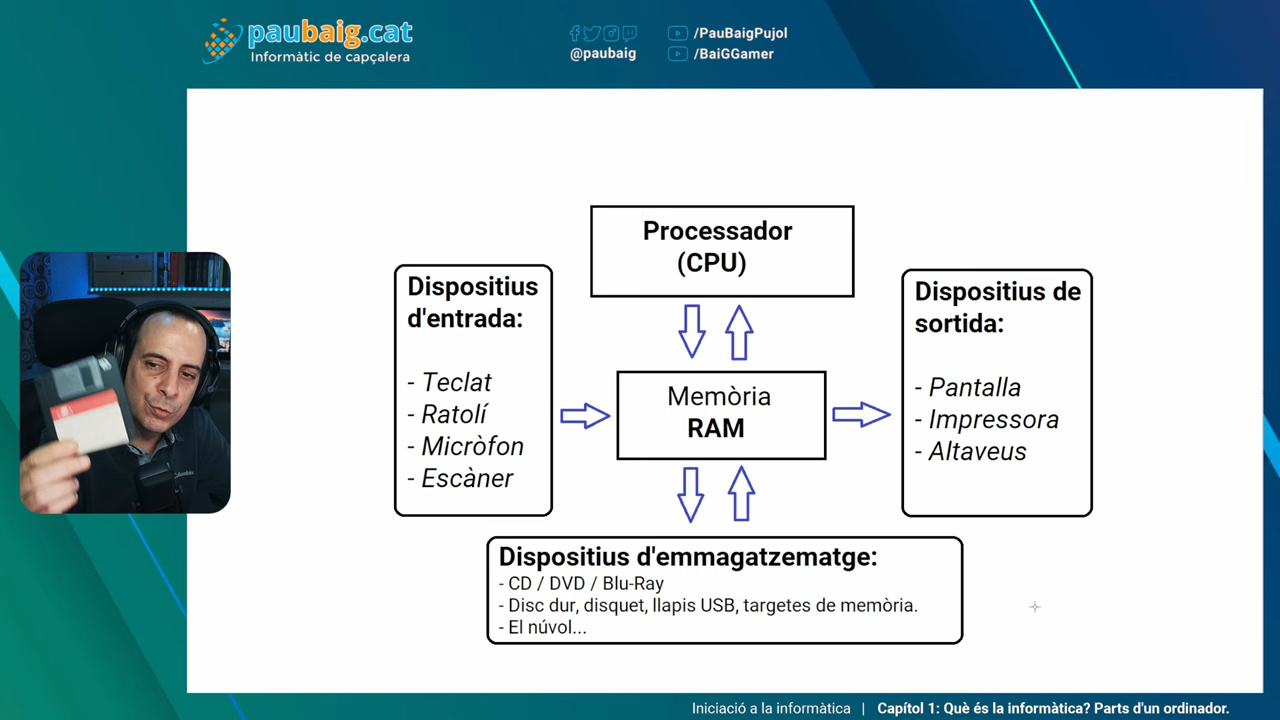 paubaig.cat
Informàtic de capçalera
@paubaig
/PauBaigPujol
/BaiGGamer
Processador
(CPU)
Dispositius
d'entrada:
- Teclat
- Ratolí
- Micròfon
- Escàner
Memòria
RAM
Dispositius de
sortida:
- Pantalla
- Impressora
- Altaveus
Dispositius d'emmagatzematge:
- CD / DVD / Blu-Ray
- Disc dur, disquet, llapis USB, targetes de memòria.
- El núvol...
Iniciació a la informàtica | Capítol 1: Què és la informàtica? Parts d'un ordinador.